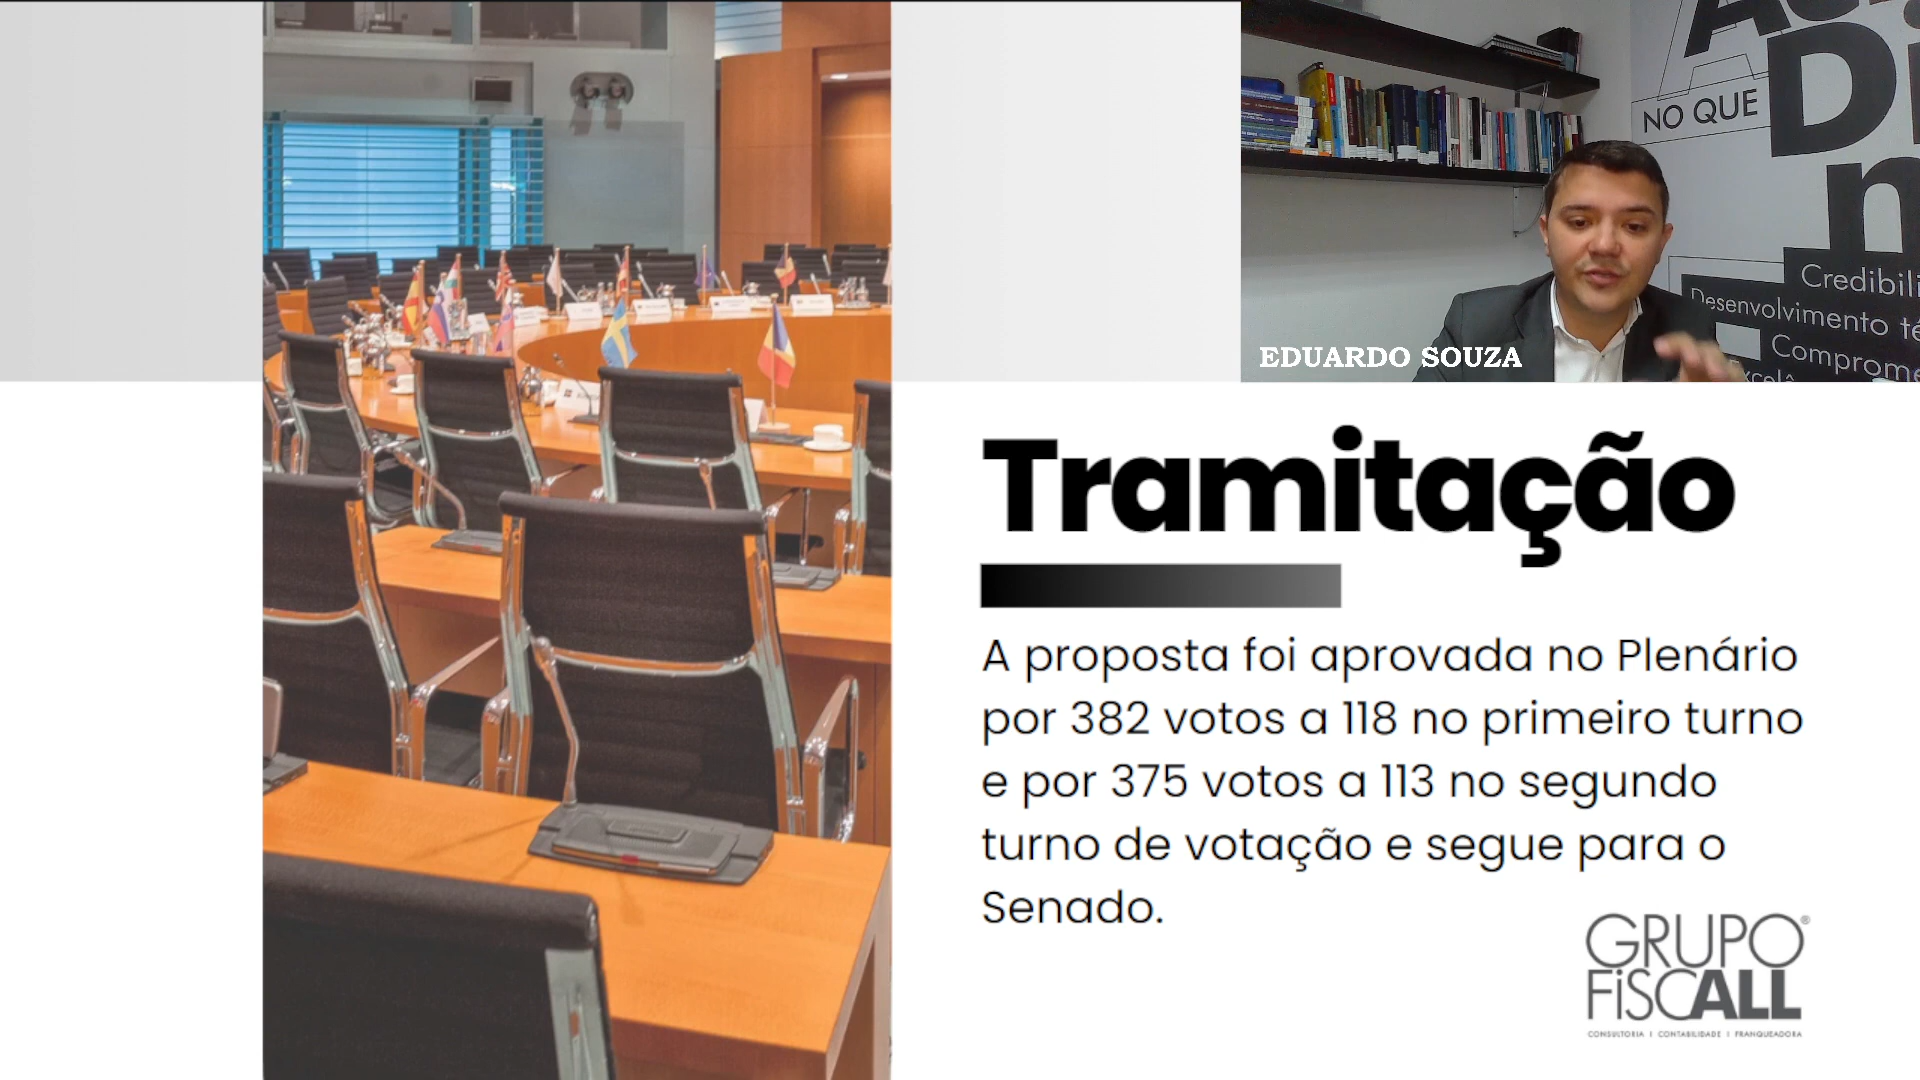 NO QUE
Di
Credibili
Desenvolvimento té
Comprome
EDUARDO SOUZA
Tramitação
A proposta foi aprovada no Plenário
por 382 votos a 118 no primeiro turno
e por 375 votos a 113 no segundo
turno de votação e segue para o
Senado.
GRUPO®
FiSCALL
CONSULTORIA | CONTABILIDADE | FRANQUEADORA